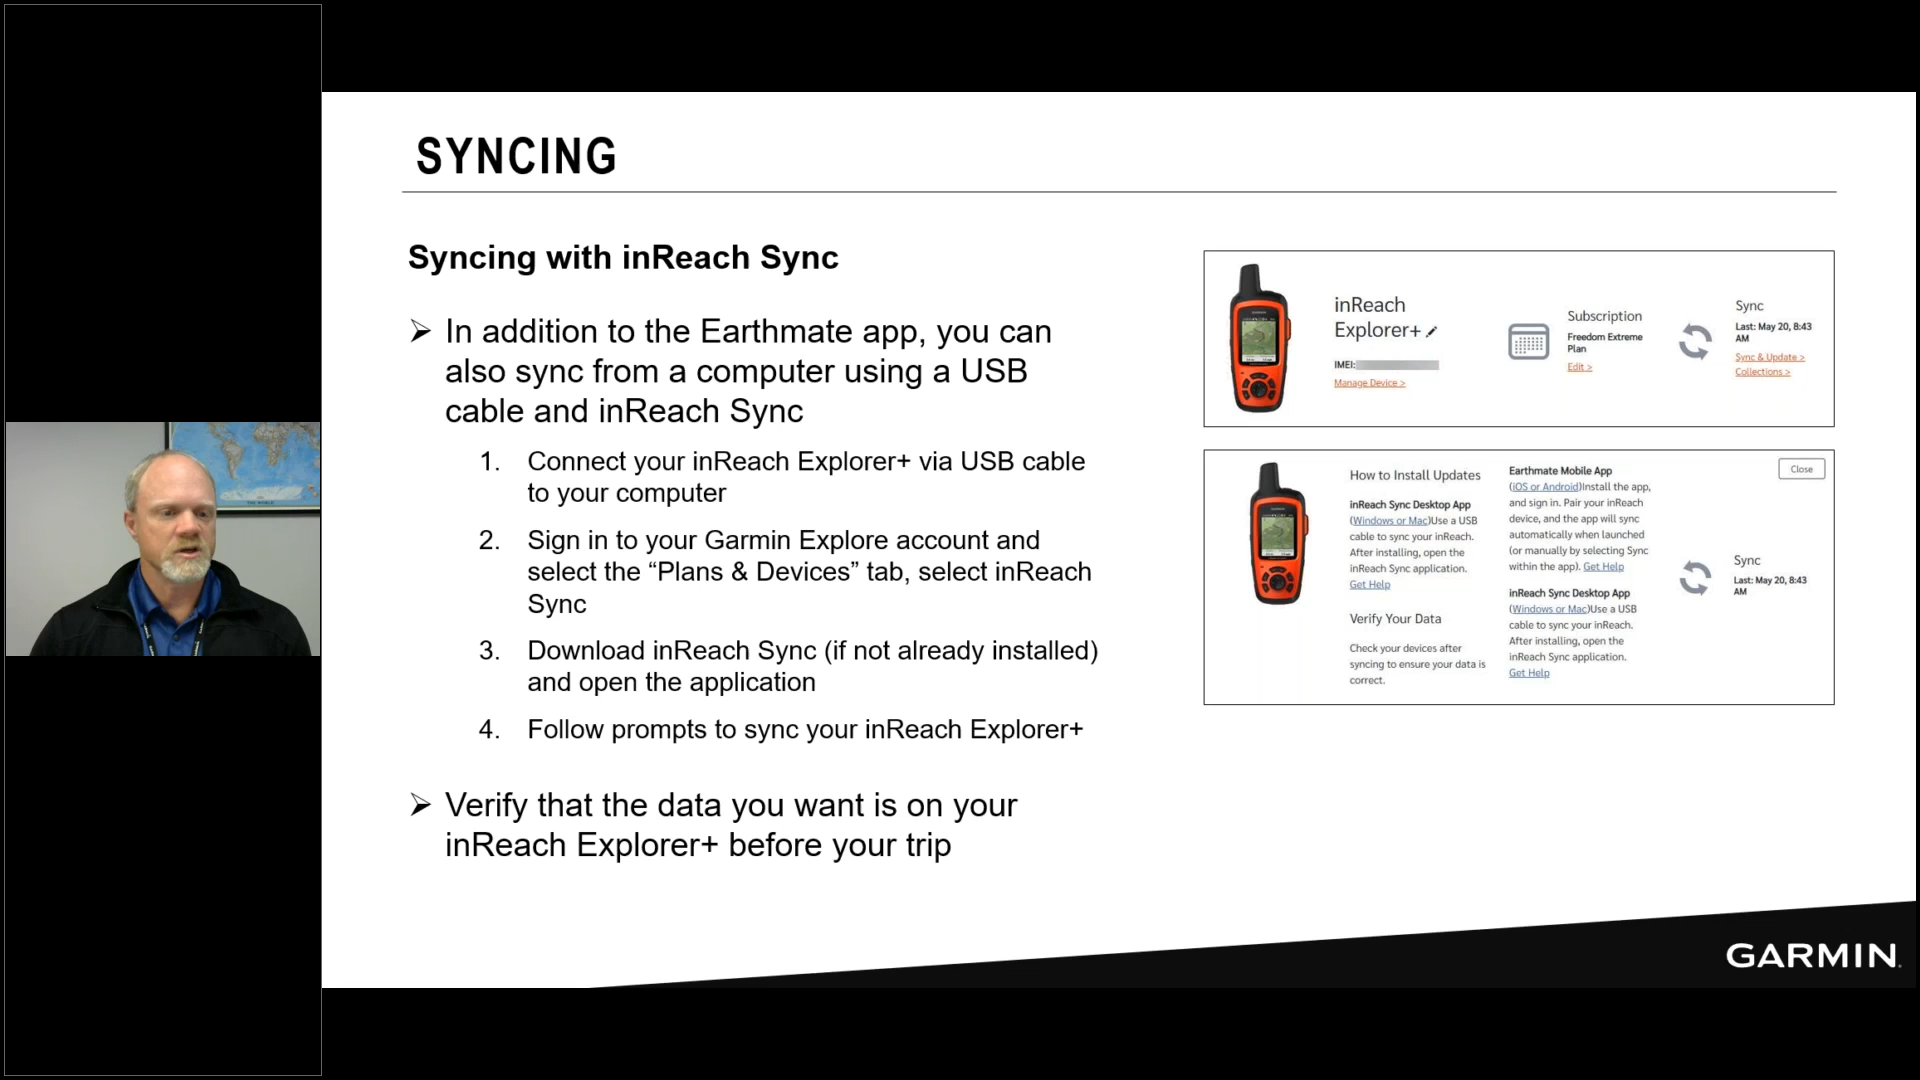 SYNCING
Syncing with inReach Sync
➢ In addition to the Earthmate app, you can
also sync from a computer using a USB
cable and inReach Sync
1. Connect your inReach Explorer+ via USB cable
to your computer
2. Sign in to your Garmin Explore account and
select the “Plans & Devices” tab, select inReach
Sync
3. Download inReach Sync (if not already installed)
and open the application
4. Follow prompts to sync your inReach Explorer+
➢ Verify that the data you want is on your
inReach Explorer+ before your trip
inReach
Explorer+
IMEI:
Manage Device >
Subscription
Freedom Extreme
Plan
Edit >
Sync
Last: May 20, 8:43
AM
Sync & Update >
Collections >
How to Install Updates
inReach Sync Desktop App
(Windows or Mac)Use a USB
cable to sync your inReach.
After installing, open the
inReach Sync application.
Get Help
Verify Your Data
Check your devices after
syncing to ensure your data is
correct.
Earthmate Mobile App
(iOS or Android)Install the app,
and sign in. Pair your inReach
device, and the app will sync
automatically when launched
(or manually by selecting Sync
within the app). Get Help
inReach Sync Desktop App
(Windows or Mac)Use a USB
cable to sync your inReach.
After installing, open the
inReach Sync application.
Get Help
Close
Sync
Last: May 20, 8:43
AM
THE WORLD
GARMIN